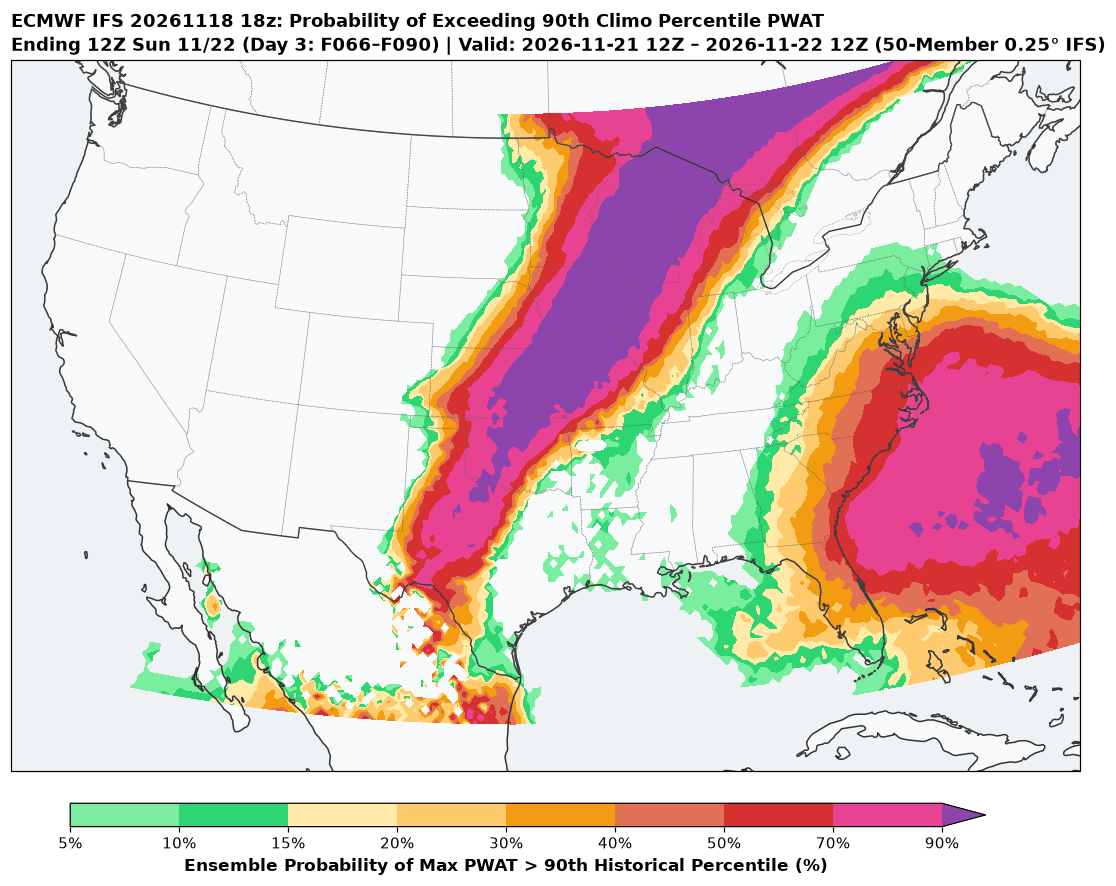 ECMWF IFS 20261118 18z: Probability of Exceeding 90th Climo Percentile PWAT
Ending 12Z Sun 11/22 (Day 3: F066–F090) | Valid: 2026-11-21 12Z – 2026-11-22 12Z (50-Member 0.25° IFS)
5% 10% 15% 20% 30% 40% 50% 70% 90%
Ensemble Probability of Max PWAT > 90th Historical Percentile (%)